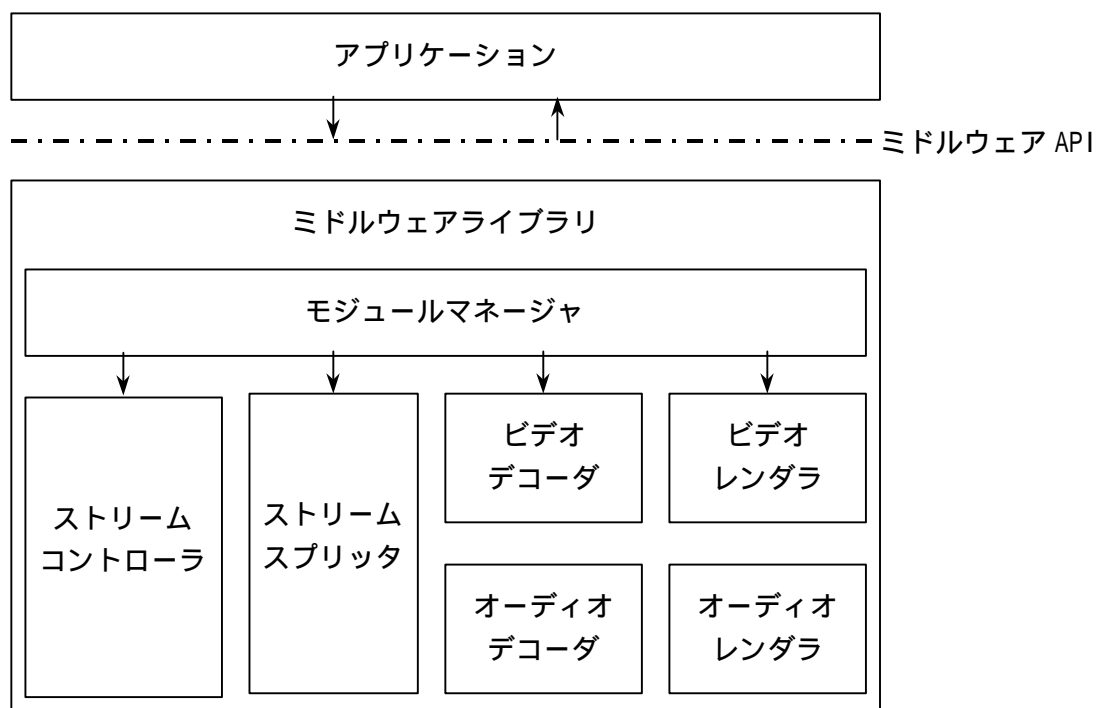 アプリケーション
ミドルウェア API
ミドルウェアライブラリ
モジュールマネージャ
ストリーム
コントローラ
ストリーム
スプリッタ
ビデオ
デコーダ
ビデオ
レンダラ
オーディオ
デコーダ
オーディオ
レンダラ